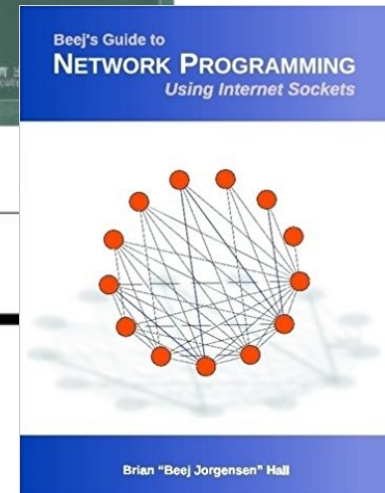 Beej's Guide to
NETWORK PROGRAMMING
Using Internet Sockets
Brian “Beej Jorgensen” Hall